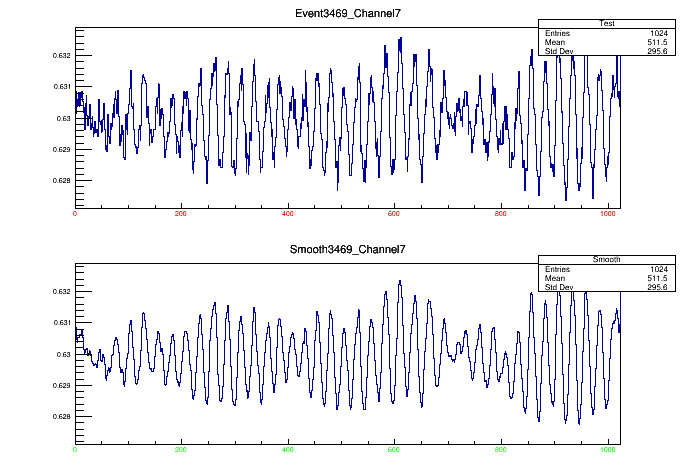 Event3469_Channel7
Test
Entries 1024
Mean 511.5
Std Dev 295.6
0.632
0.631
0.63
0.629
0.628
0 200 400 600 800 1000
Smooth3469_Channel7
Smooth
Entries 1024
Mean 511.5
Std Dev 295.6
0.632
0.631
0.63
0.629
0.628
0 200 400 600 800 1000